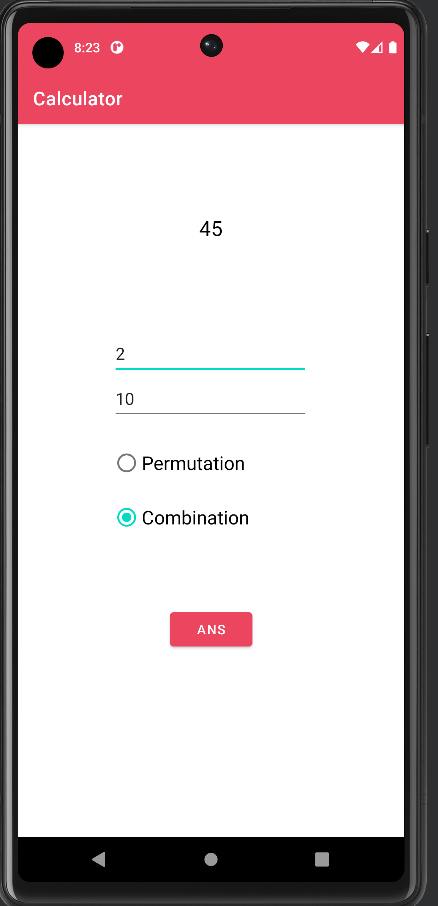 8:23
Calculator
45
2
10
Permutation
Combination
ANS